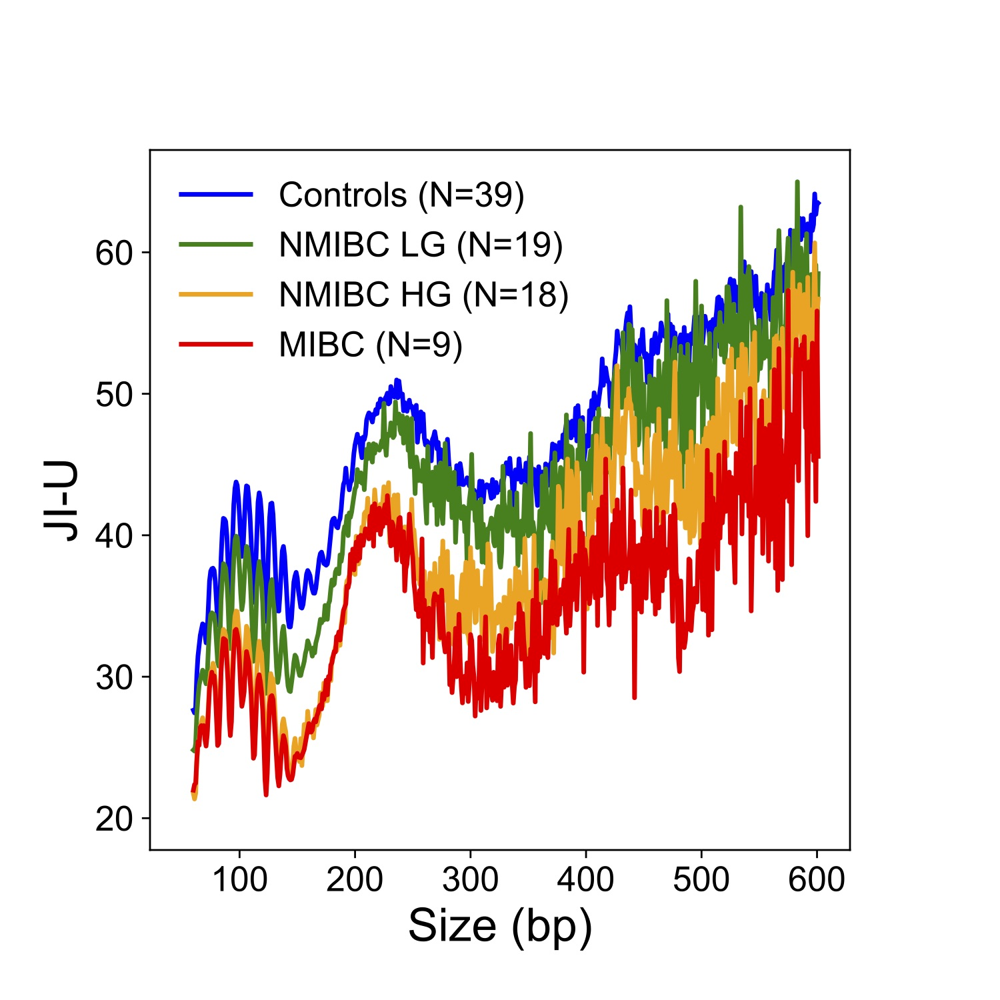 Controls (N=39)
NMIBC LG (N=19)
NMIBC HG (N=18)
MIBC (N=9)
60
50
40
30
20
JI-U
100 200 300 400 500 600
Size (bp)